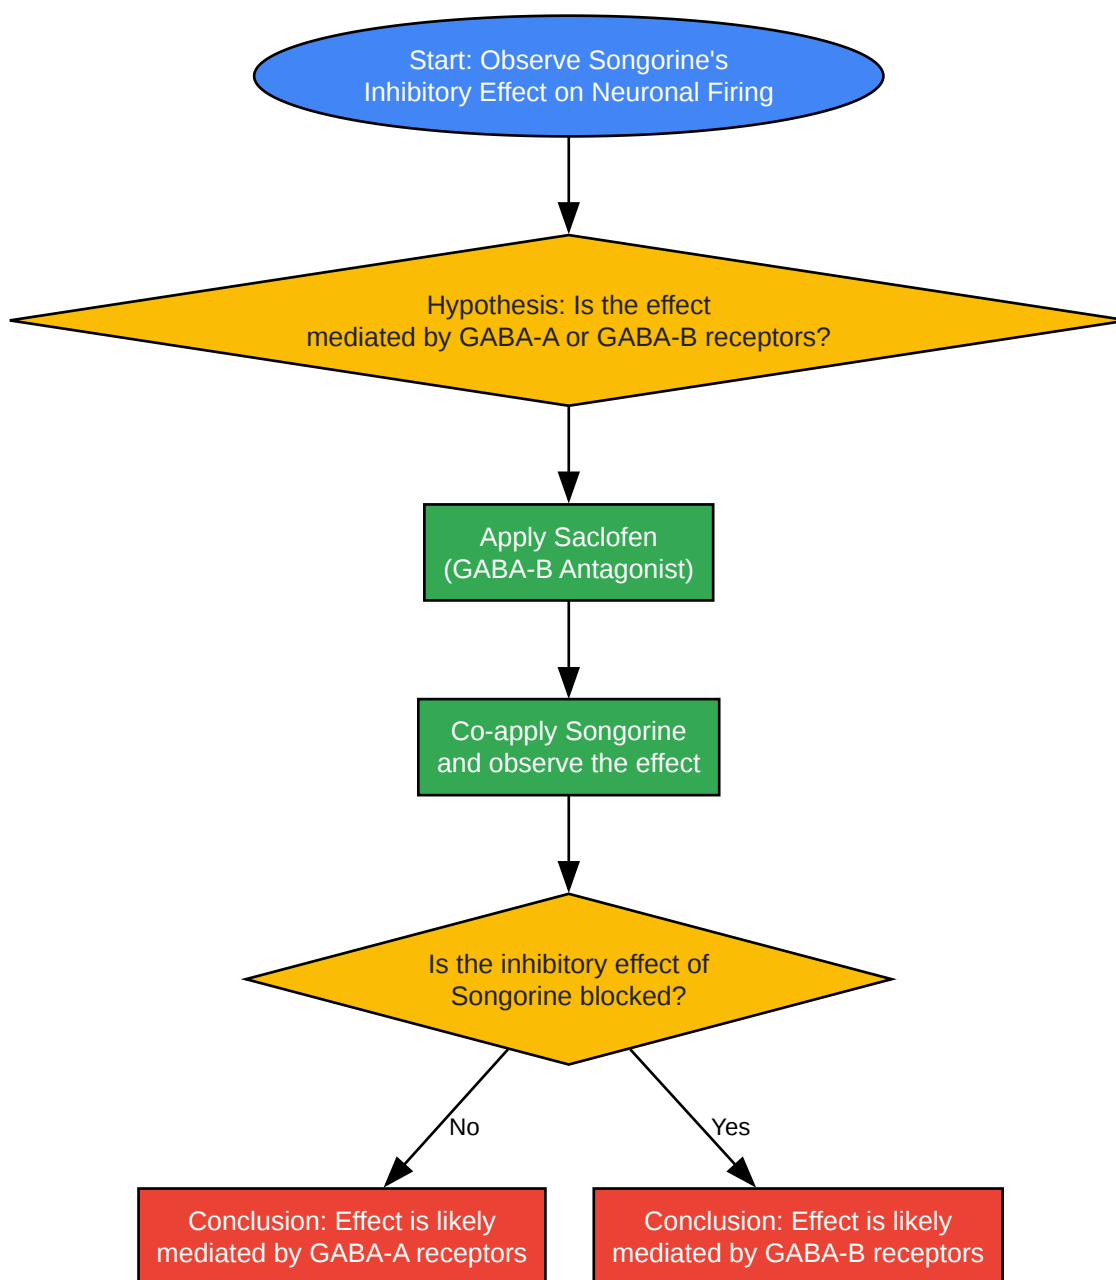 Start: Observe Songorine's
Inhibitory Effect on Neuronal Firing
Hypothesis: Is the effect
mediated by GABA-A or GABA-B receptors?
Apply Saclofen
(GABA-B Antagonist)
Co-apply Songorine
and observe the effect
Is the inhibitory effect of
Songorine blocked?
No
Yes
Conclusion: Effect is likely
mediated by GABA-A receptors
Conclusion: Effect is likely
mediated by GABA-B receptors